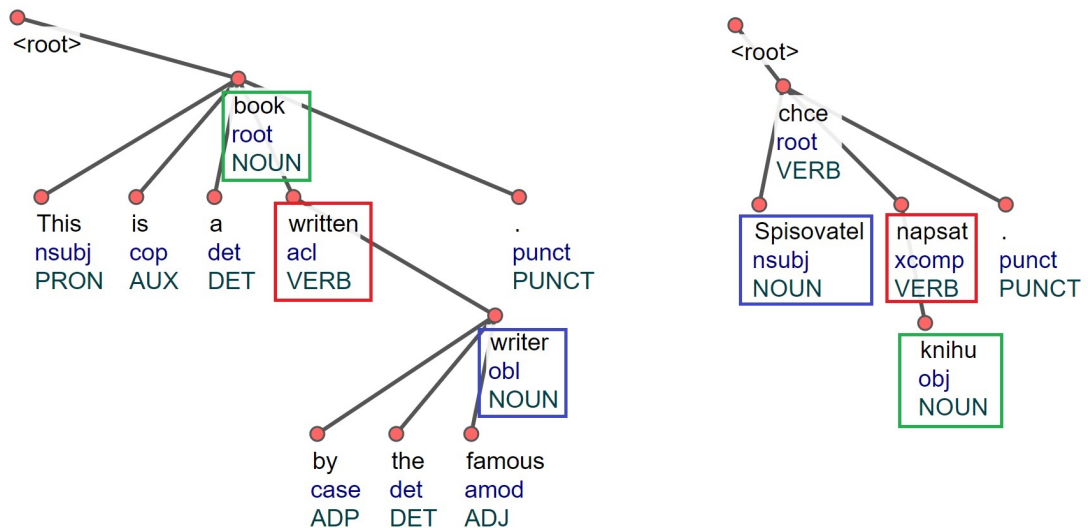 <root>
book
root
NOUN
This
nsubj
PRON
is
cop
AUX
a
det
DET
written
acl
VERB
.
punct
PUNCT
writer
obl
NOUN
by
case
ADP
the
det
DET
famous
amod
ADJ
<root>
chce
root
VERB
Spisovatel
nsubj
NOUN
napsat
xcomp
VERB
.
punct
PUNCT
knihu
obj
NOUN